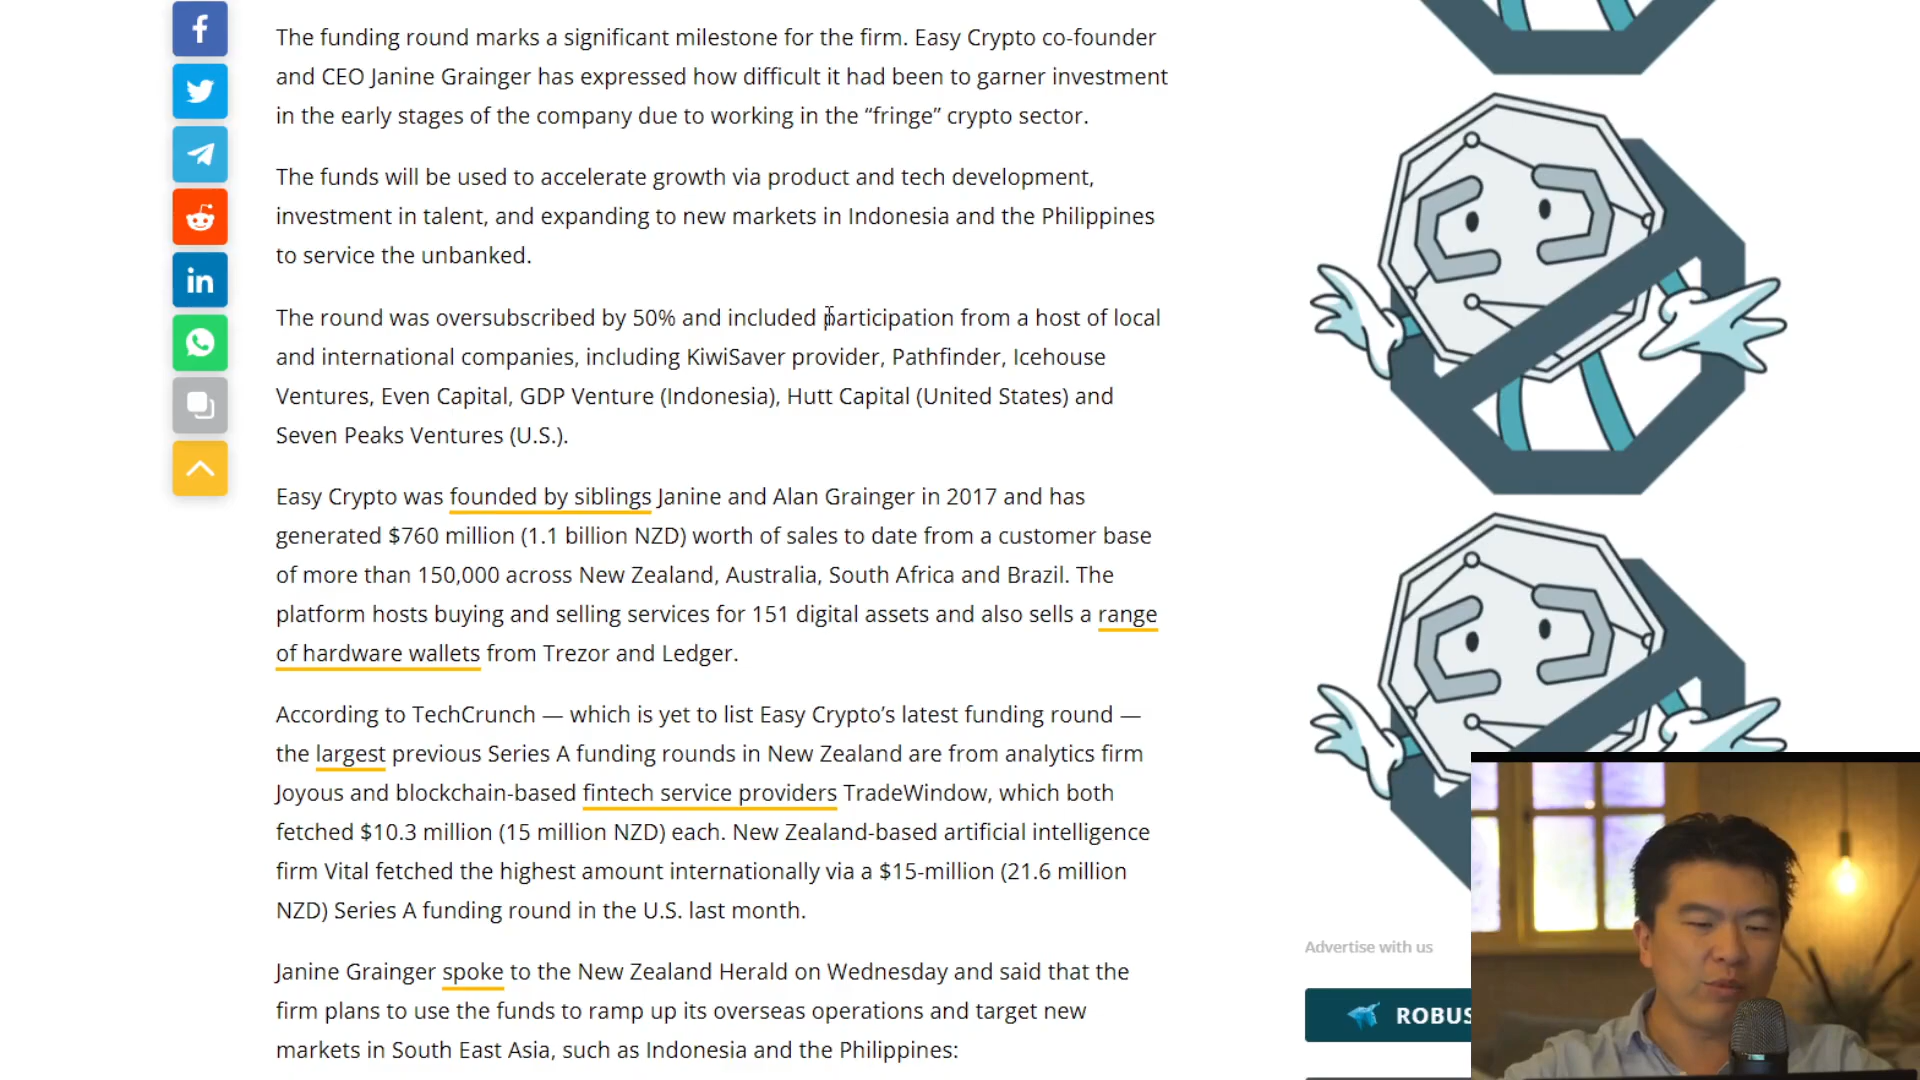 The funding round marks a significant milestone for the firm. Easy Crypto co-founder
and CEO Janine Grainger has expressed how difficult it had been to garner investment
in the early stages of the company due to working in the “fringe” crypto sector.
The funds will be used to accelerate growth via product and tech development,
investment in talent, and expanding to new markets in Indonesia and the Philippines
to service the unbanked.
The round was oversubscribed by 50% and included participation from a host of local
and international companies, including KiwiSaver provider, Pathfinder, Icehouse
Ventures, Even Capital, GDP Venture (Indonesia), Hutt Capital (United States) and
Seven Peaks Ventures (U.S.).
Easy Crypto was founded by siblings Janine and Alan Grainger in 2017 and has
generated $760 million (1.1 billion NZD) worth of sales to date from a customer base
of more than 150,000 across New Zealand, Australia, South Africa and Brazil. The
platform hosts buying and selling services for 151 digital assets and also sells a range
of hardware wallets from Trezor and Ledger.
According to TechCrunch — which is yet to list Easy Crypto’s latest funding round —
the largest previous Series A funding rounds in New Zealand are from analytics firm
Joyous and blockchain-based fintech service providers TradeWindow, which both
fetched $10.3 million (15 million NZD) each. New Zealand-based artificial intelligence
firm Vital fetched the highest amount internationally via a $15-million (21.6 million
NZD) Series A funding round in the U.S. last month.
Janine Grainger spoke to the New Zealand Herald on Wednesday and said that the
firm plans to use the funds to ramp up its overseas operations and target new
markets in South East Asia, such as Indonesia and the Philippines:
Advertise with us
ROBUS